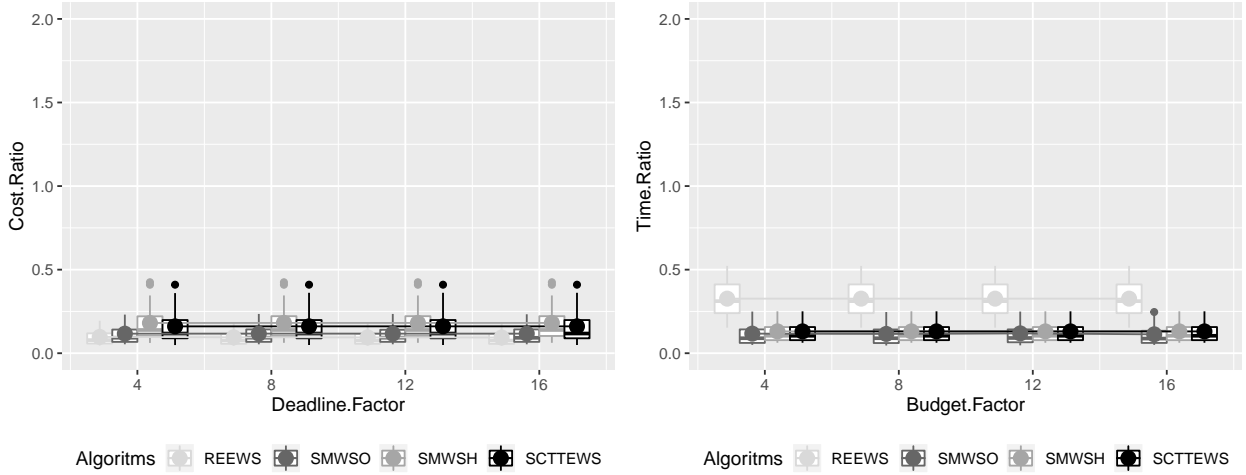 2.0
1.5
1.0
0.5
0.0
Cost.Ratio
4 8 12 16
Deadline.Factor
Algoritms REEWS SMWSO SMWSH SCTTEWS
2.0
1.5
1.0
0.5
0.0
Time.Ratio
4 8 12 16
Budget.Factor
Algoritms REEWS SMWSO SMWSH SCTTEWS